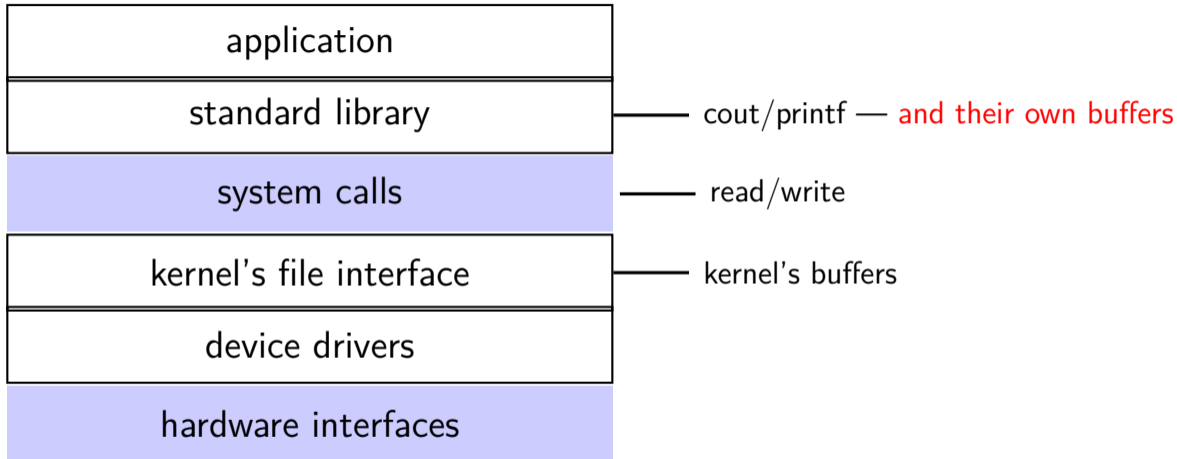 application
standard library
cout/printf — and their own buffers
system calls
read/write
kernel's file interface
kernel's buffers
device drivers
hardware interfaces